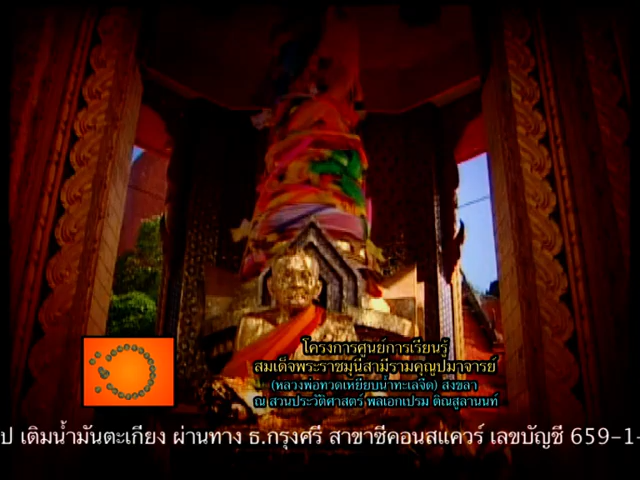 โครงการศูนย์การเรียนรู้
สมเด็จพระราชมุนีสามีรามคุณูปมาจารย์
(หลวงพ่อทวดเหยียบน้ำทะเลจืด) สงขลา
ณ สวนประวัติศาสตร์ พลเอกเปรม ติณสูลานนท์
ป เติมน้ำมันตะเกียง ผ่านทาง ธ.กรุงศรี สาขาซีคอนสแควร์ เลขบัญชี 659-1-